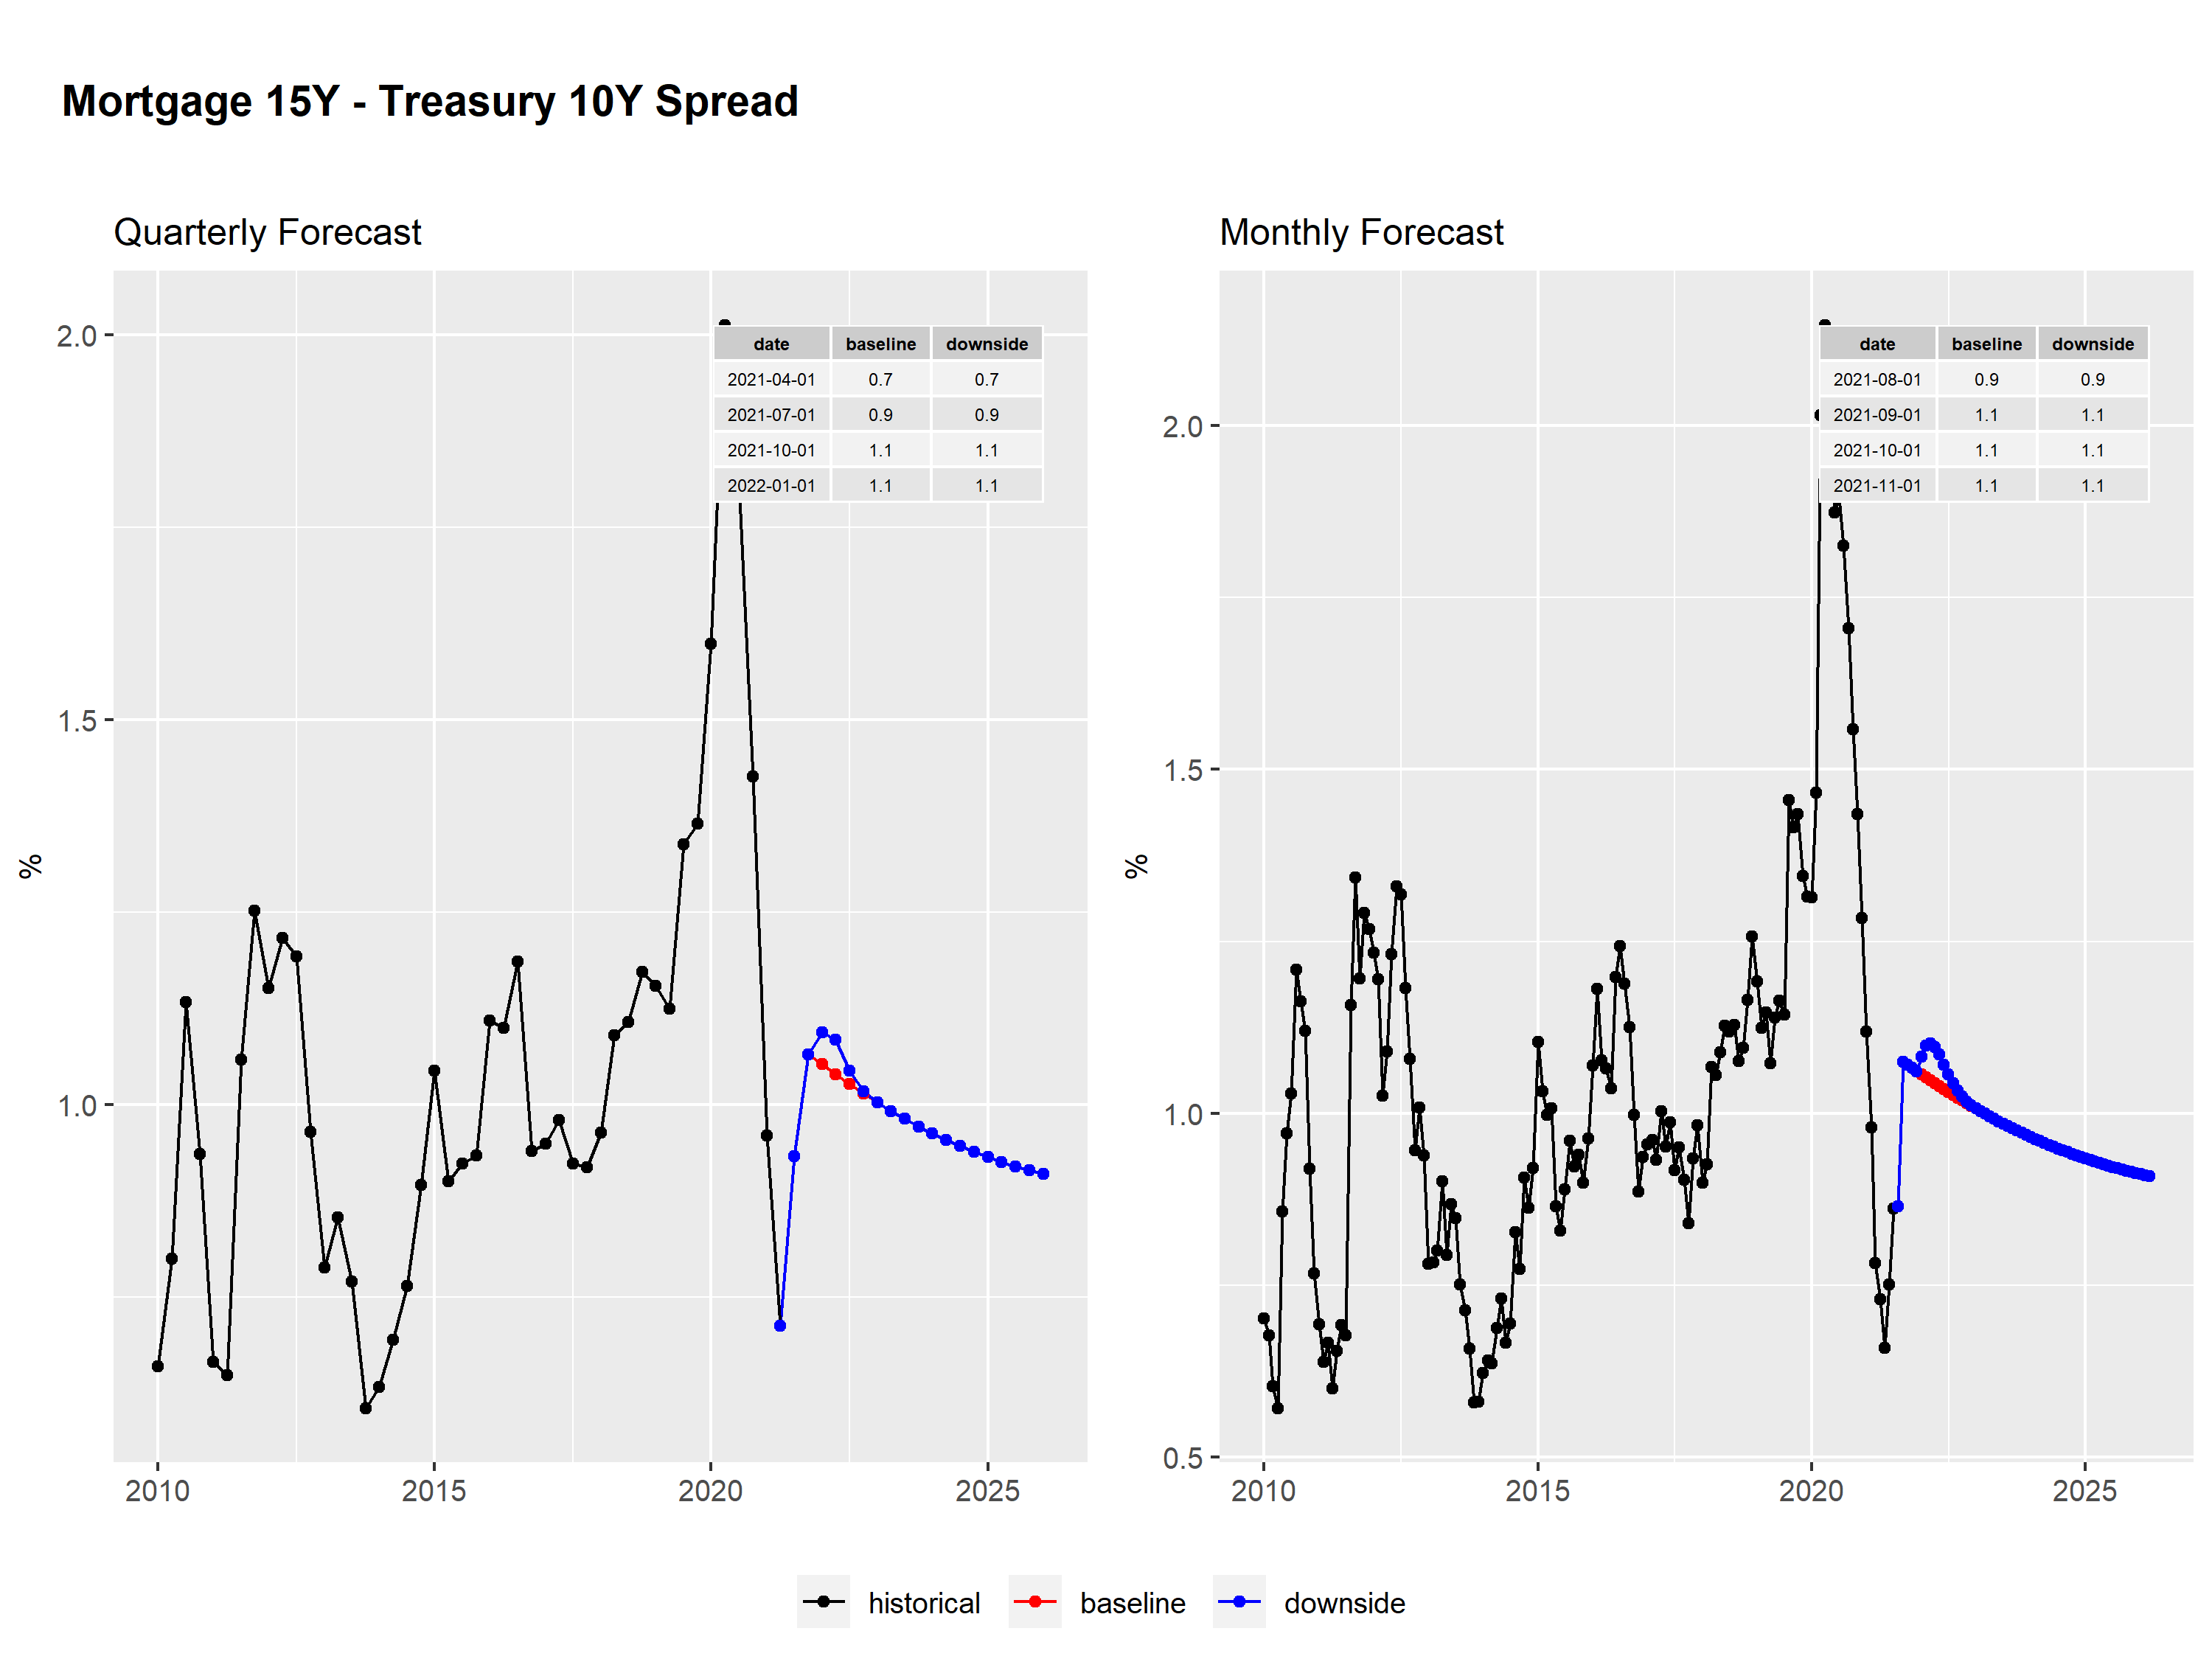 Mortgage 15Y - Treasury 10Y Spread
Quarterly Forecast
2.0
1.5
1.0
%
date baseline downside
2021-04-01 0.7 0.7
2021-07-01 0.9 0.9
2021-10-01 1.1 1.1
2022-01-01 1.1 1.1
2010 2015 2020 2025
Monthly Forecast
2.0
1.5
1.0
0.5
%
date baseline downside
2021-08-01 0.9 0.9
2021-09-01 1.1 1.1
2021-10-01 1.1 1.1
2021-11-01 1.1 1.1
2010 2015 2020 2025
historical baseline downside